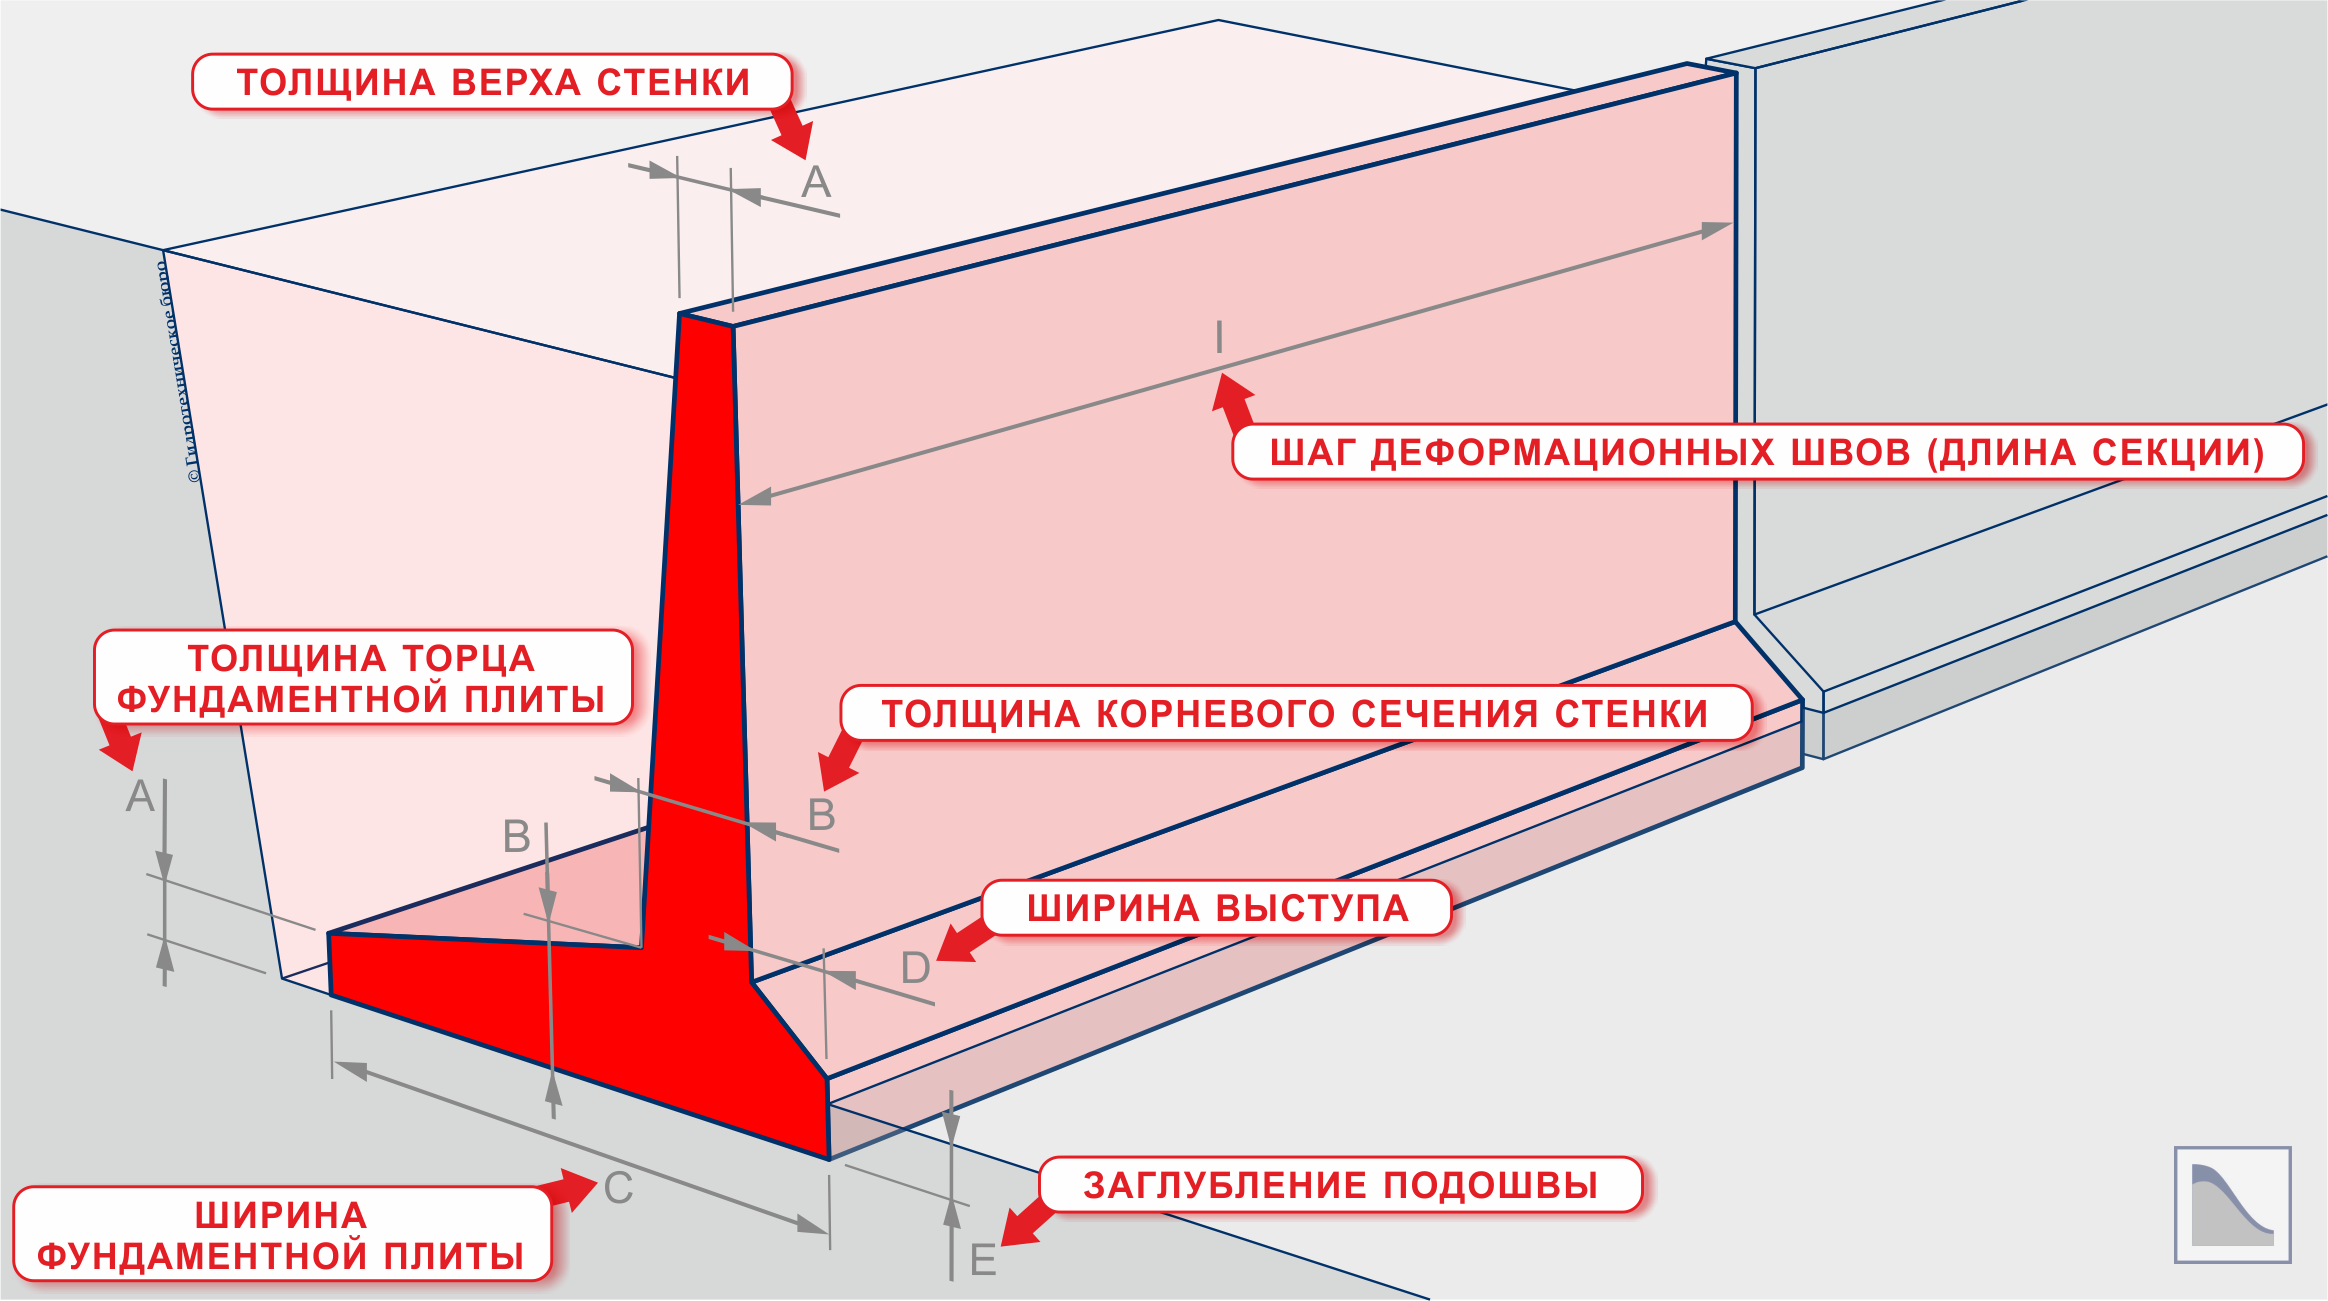 ТОЛЩИНА ВЕРХА СТЕНКИ
A
I
© Гидротехническое бюро
ШАГ ДЕФОРМАЦИОННЫХ ШВОВ (ДЛИНА СЕКЦИИ)
ТОЛЩИНА ТОРЦА
ФУНДАМЕНТНОЙ ПЛИТЫ
ТОЛЩИНА КОРНЕВОГО СЕЧЕНИЯ СТЕНКИ
A
B
B
ШИРИНА ВЫСТУПА
D
ЗАГЛУБЛЕНИЕ ПОДОШВЫ
C
ШИРИНА
ФУНДАМЕНТНОЙ ПЛИТЫ
E